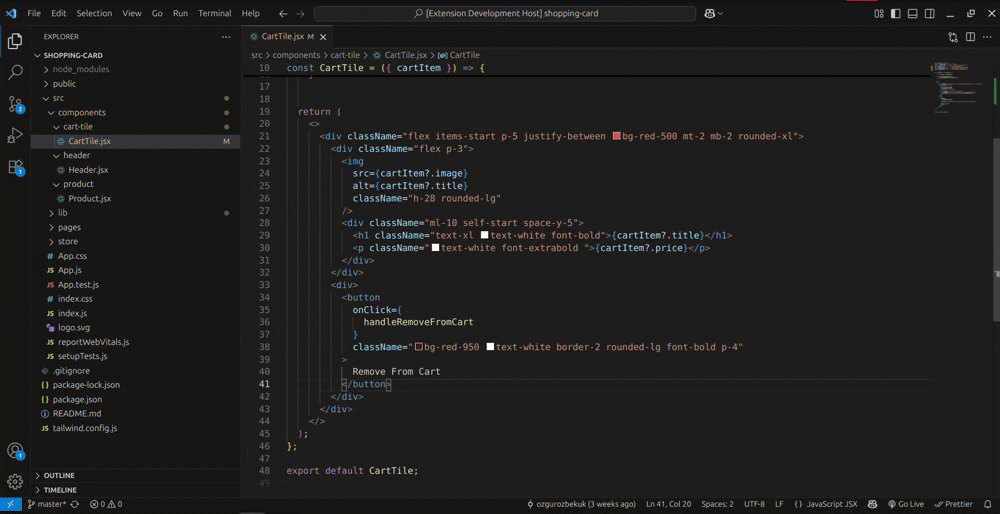 File Edit Selection View Go Run Terminal Help
[Extension Development Host] shopping-card
EXPLORER
SHOPPING-CARD
node_modules
public
src
components
cart-tile
CartTile.jsx M
header
Header.jsx
product
Product.jsx
lib
pages
store
App.css
App.js
App.test.js
index.css
index.js
logo.svg
reportWebVitals.js
setupTests.js
.gitignore
package-lock.json
package.json
README.md
tailwind.config.js
OUTLINE
TIMELINE
CartTile.jsx M
src > components > cart-tile > CartTile.jsx > CartTile
10 const CartTile = ({ cartItem }) => {
17
18
19 return (
20 <>
21 <div className="flex items-start p-5 justify-between bg-red-500 mt-2 mb-2 rounded-xl">
22 <div className="flex p-3">
23 <img
24 src={cartItem?.image}
25 alt={cartItem?.title}
26 className="h-28 rounded-lg"
27 />
28 <div className="ml-10 self-start space-y-5">
29 <h1 className="text-xl text-white font-bold">{cartItem?.title}</h1>
30 <p className="text-white font-extrabold ">{cartItem?.price}</p>
31 </div>
32 </div>
33 <div>
34 <button
35 onClick={
36 handleRemoveFromCart
37 }
38 className="bg-red-950 text-white border-2 rounded-lg font-bold p-4"
39 >
40 Remove From Cart
41 </button>
42 </div>
43 </div>
44 </>
45 );
46 };
47
48 export default CartTile;
49
master* 0 0 ozgurozbekuk (3 weeks ago) Ln 41, Col 20 Spaces: 2 UTF-8 LF { } JavaScript JSX Go Live Prettier